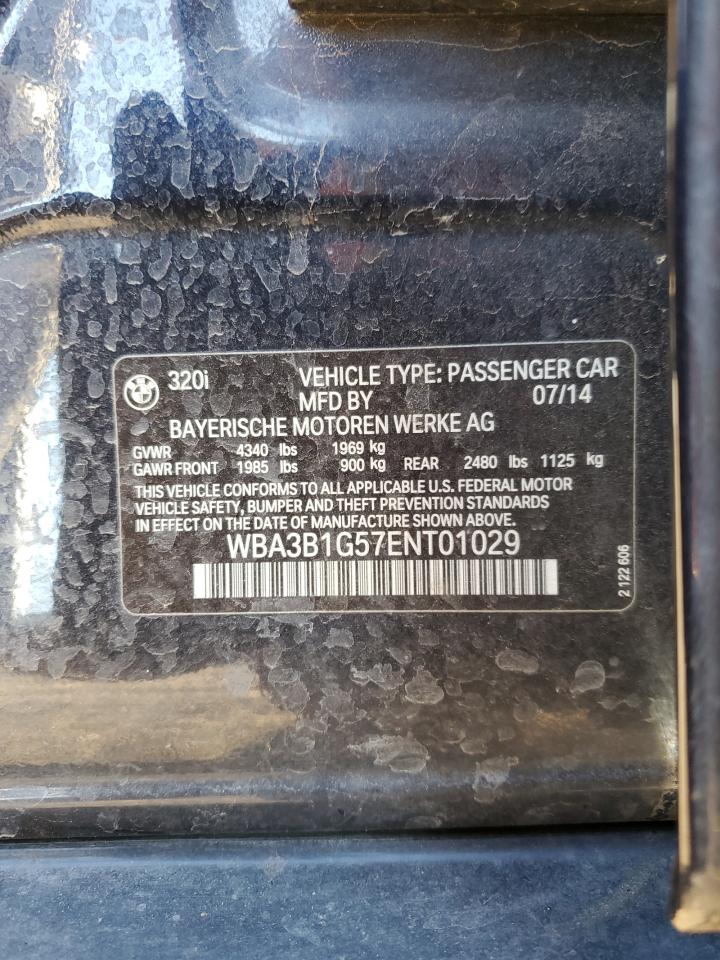 320i VEHICLE TYPE: PASSENGER CAR
MFD BY 07/14
BAYERISCHE MOTOREN WERKE AG
GVWR 4340 lbs 1969 kg
GAWR FRONT 1985 lbs 900 kg REAR 2480 lbs 1125 kg
THIS VEHICLE CONFORMS TO ALL APPLICABLE U.S. FEDERAL MOTOR
VEHICLE SAFETY, BUMPER AND THEFT PREVENTION STANDARDS
IN EFFECT ON THE DATE OF MANUFACTURE SHOWN ABOVE.
WBA3B1G57ENT01029
2 122 606